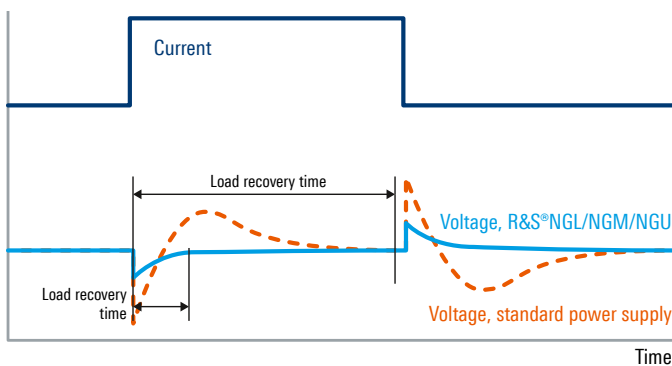 Current
Load recovery time
Voltage, R&S®NGL/NGM/NGU
Load recovery
time
Voltage, standard power supply
Time